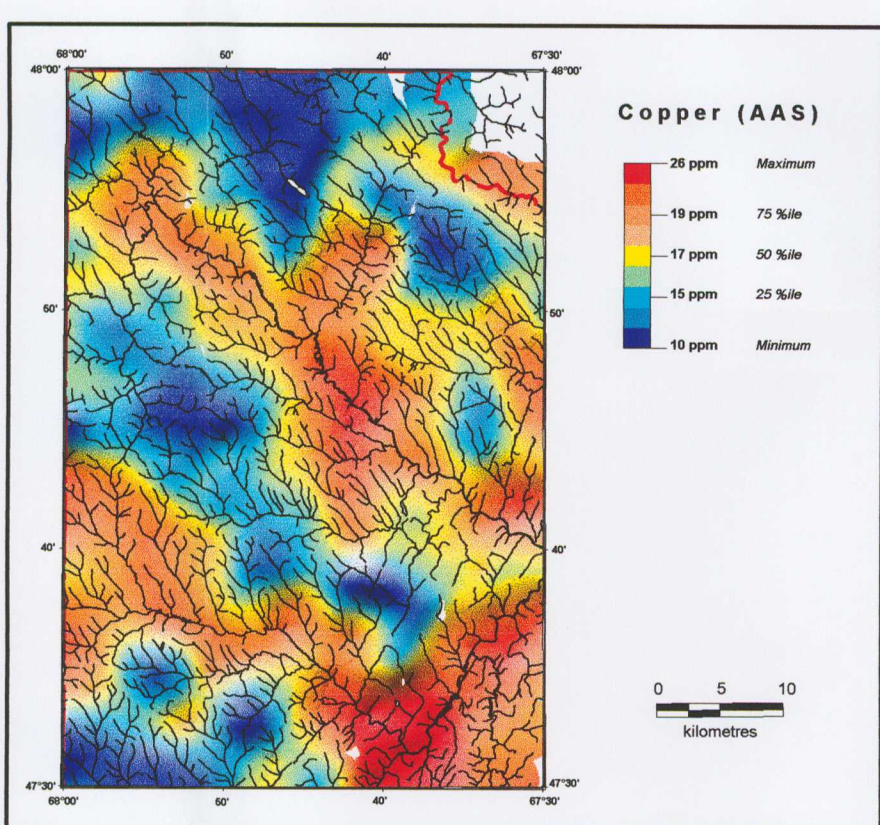 68°00'
50'
40'
67°30'
48°00'
48°00'
50'
50'
40'
40'
47°30'
47°30'
68°00'
50'
40'
67°30'
Copper (AAS)
26 ppm Maximum
19 ppm 75 %ile
17 ppm 50 %ile
15 ppm 25 %ile
10 ppm Minimum
0 5 10
kilometres